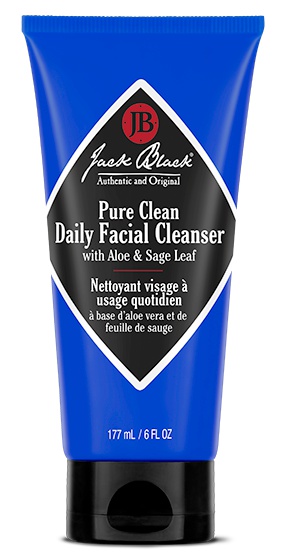 JB
Jack Black
Authentic and Original
Pure Clean
Daily Facial Cleanser
with Aloe & Sage Leaf
Nettoyant visage à
usage quotidien
à base d'aloe vera et de
feuille de sauge
177 mL / 6 FL OZ